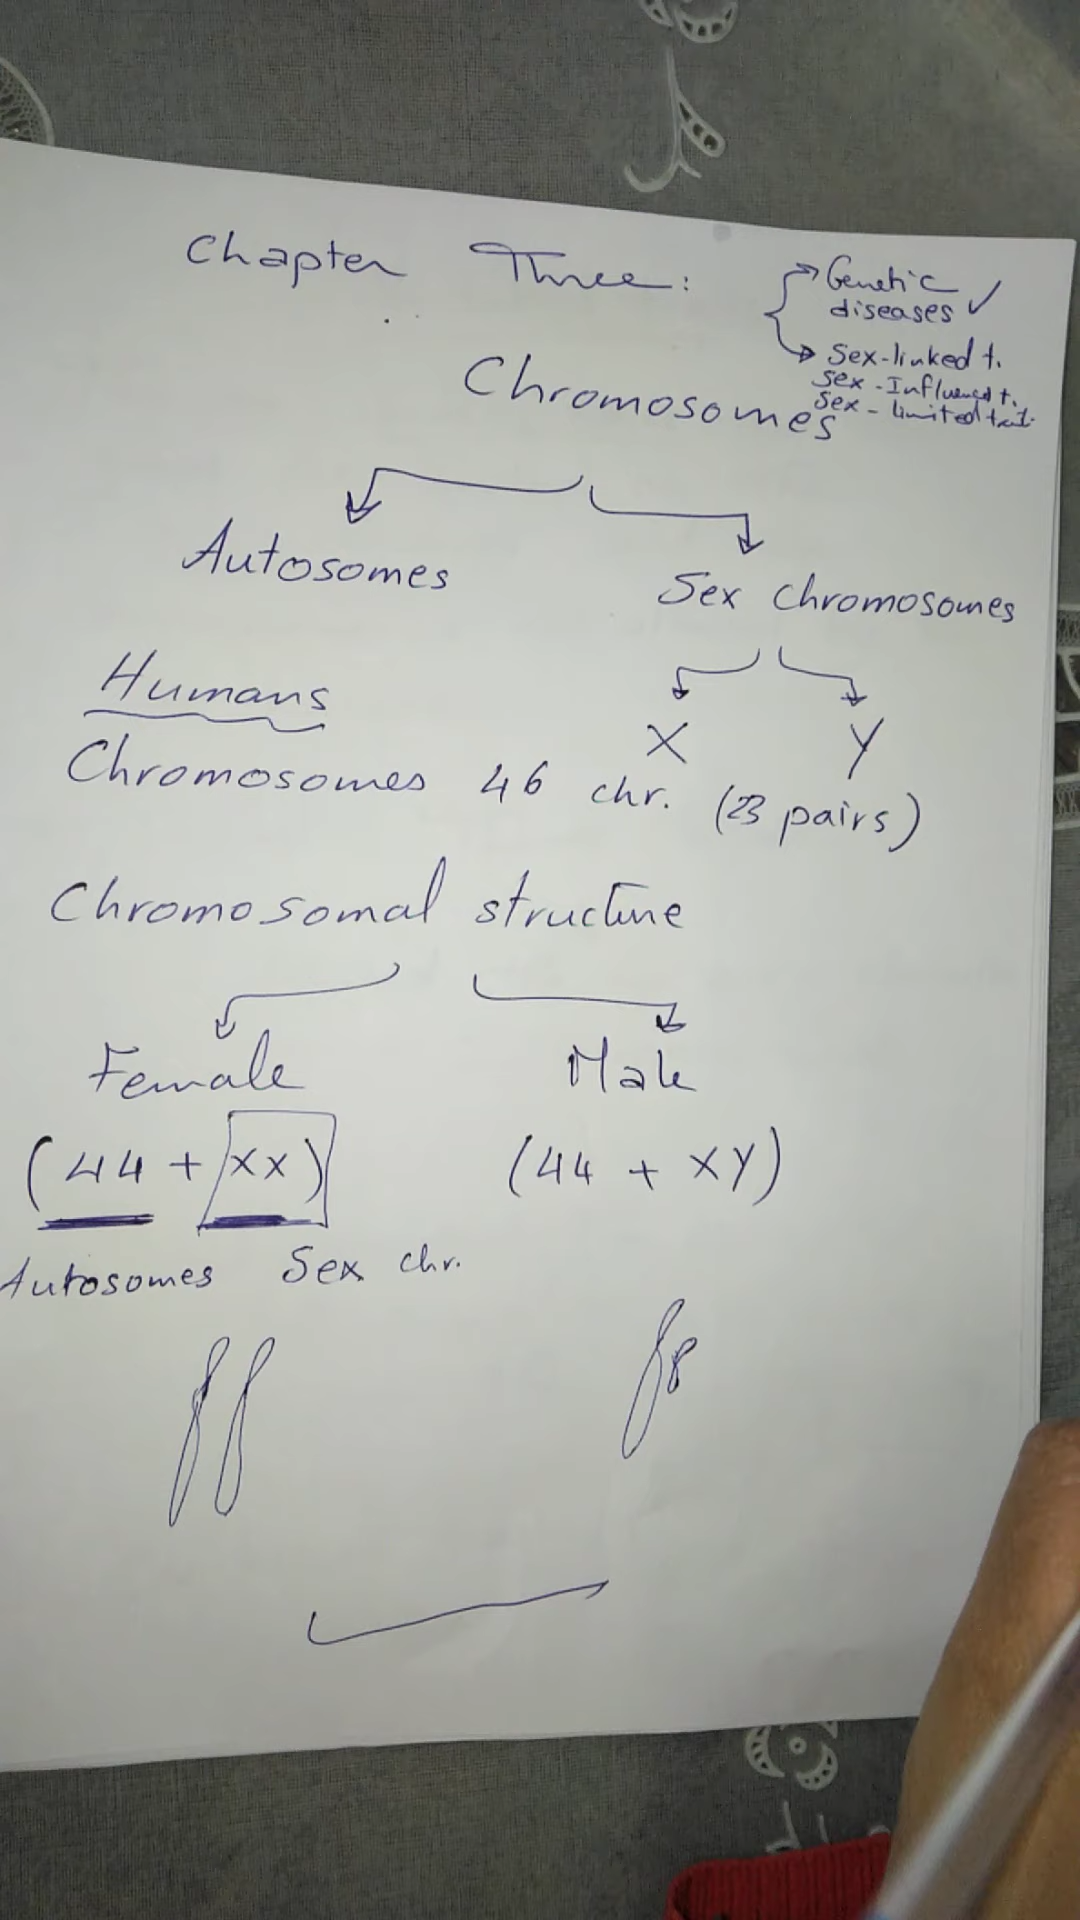 Chapter Three:
Genetic
diseases ✓
Sex-linked t.
Sex-Influenced t.
Sex-limited trait.
Chromosomes
Autosomes
Sex chromosomes
X Y
Humans
Chromosomes 46 chr. (23 pairs)
Chromosomal structure
Female Male
(44 + XX) (44 + XY)
Autosomes Sex chr.